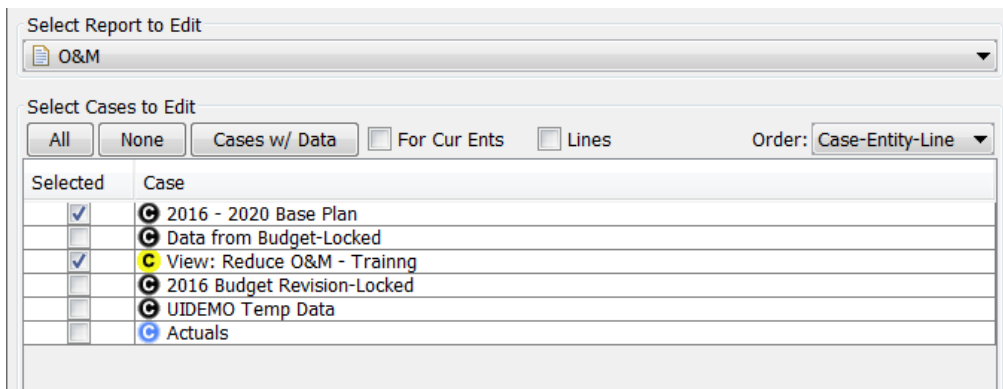 Select Report to Edit
O&M
Select Cases to Edit
All None Cases w/ Data For Cur Ents Lines Order: Case-Entity-Line
Selected Case
C 2016 - 2020 Base Plan
C Data from Budget-Locked
C View: Reduce O&M - Trainng
C 2016 Budget Revision-Locked
C UIDEMO Temp Data
C Actuals